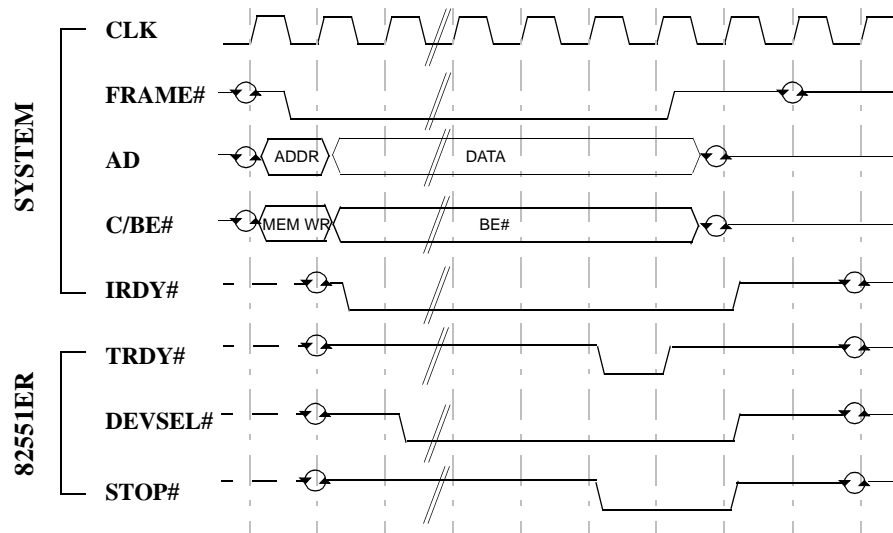 SYSTEM
CLK
FRAME#
AD
ADDR
DATA
C/BE#
MEM WR
BE#
IRDY#
82551ER
TRDY#
DEVSEL#
STOP#